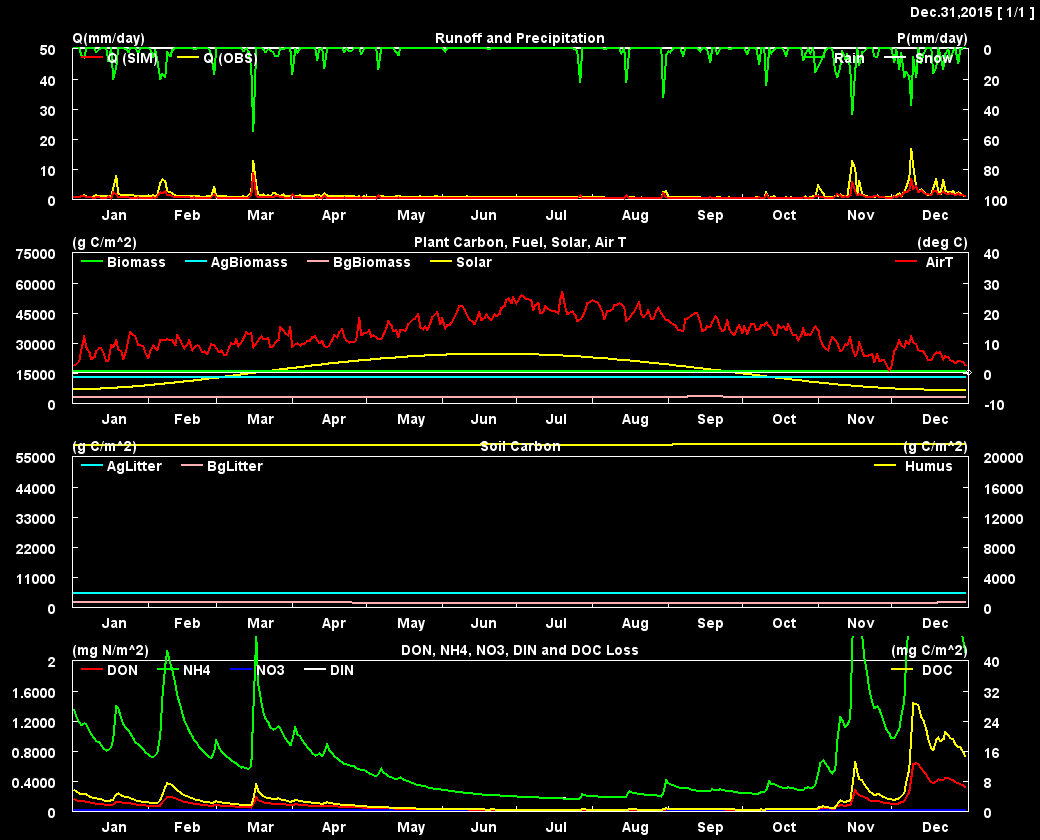 Dec.31,2015 [ 1/1 ]
Q(mm/day) Runoff and Precipitation P(mm/day)
50 0
Q (SIM) Q (OBS) Rain Snow
40 20
30 40
20 60
10 80
0 100
Jan Feb Mar Apr May Jun Jul Aug Sep Oct Nov Dec
(g C/m^2) Plant Carbon, Fuel, Solar, Air T (deg C)
75000 40
Biomass AgBiomass BgBiomass Solar AirT
60000 30
45000 20
30000 10
15000 0
0 -10
Jan Feb Mar Apr May Jun Jul Aug Sep Oct Nov Dec
(g C/m^2) Soil Carbon (g C/m^2)
55000 20000
AgLitter BgLitter Humus
44000 16000
33000 12000
22000 8000
11000 4000
0 0
Jan Feb Mar Apr May Jun Jul Aug Sep Oct Nov Dec
(mg N/m^2) DON, NH4, NO3, DIN and DOC Loss (mg C/m^2)
2 40
DON NH4 NO3 DIN DOC
1.6000 32
1.2000 24
0.8000 16
0.4000 8
0 0
Jan Feb Mar Apr May Jun Jul Aug Sep Oct Nov Dec